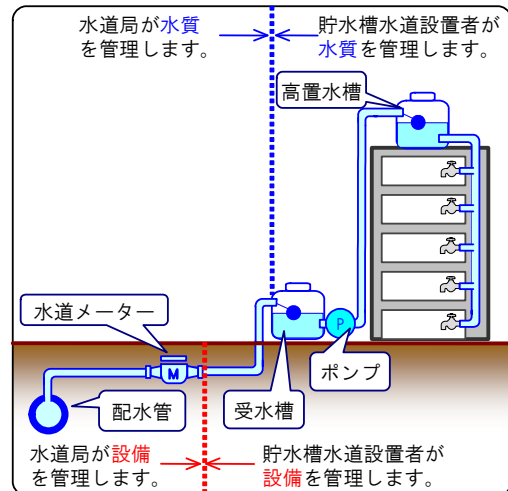 水道局が水質
を管理します。
貯水槽水道設置者が
水質を管理します。
高置水槽
水道メーター
P
ポンプ
M
配水管
受水槽
水道局が設備
を管理します。
貯水槽水道設置者が
設備を管理します。